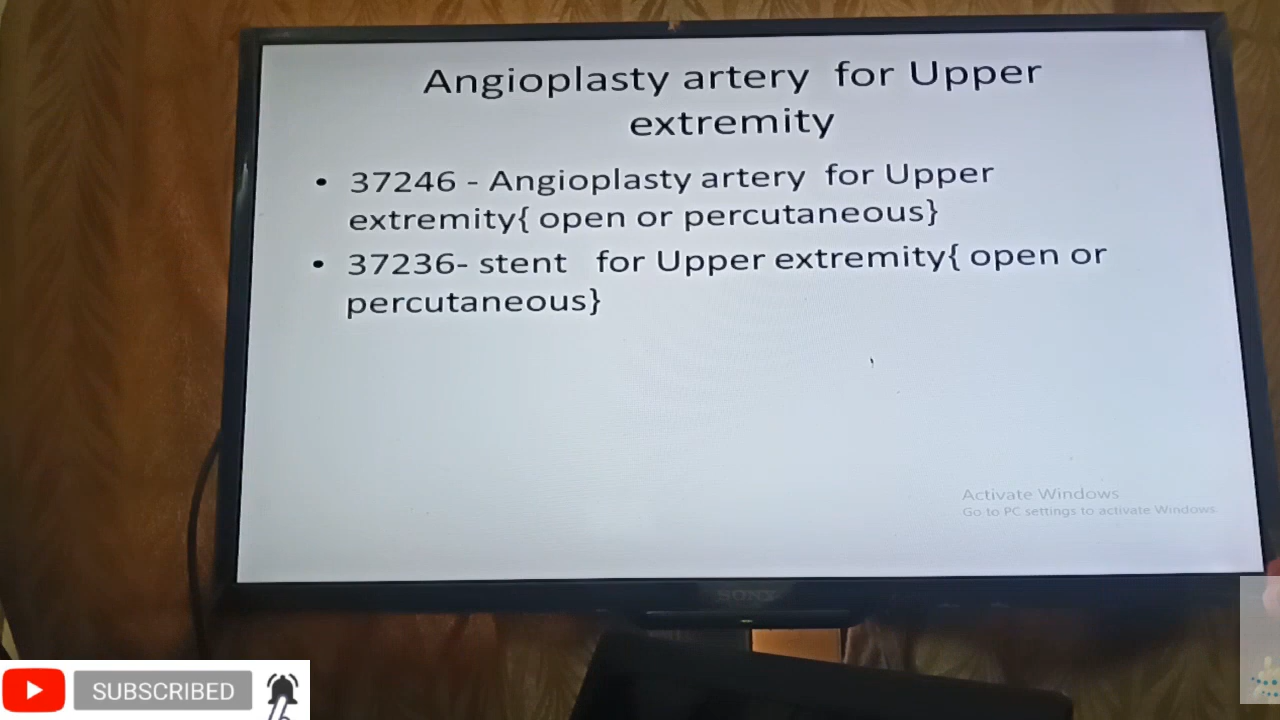 Angioplasty artery for Upper
extremity
• 37246 - Angioplasty artery for Upper
extremity{ open or percutaneous}
• 37236- stent for Upper extremity{ open or
percutaneous}
Activate Windows
Go to PC settings to activate Windows.
SONY
SUBSCRIBED